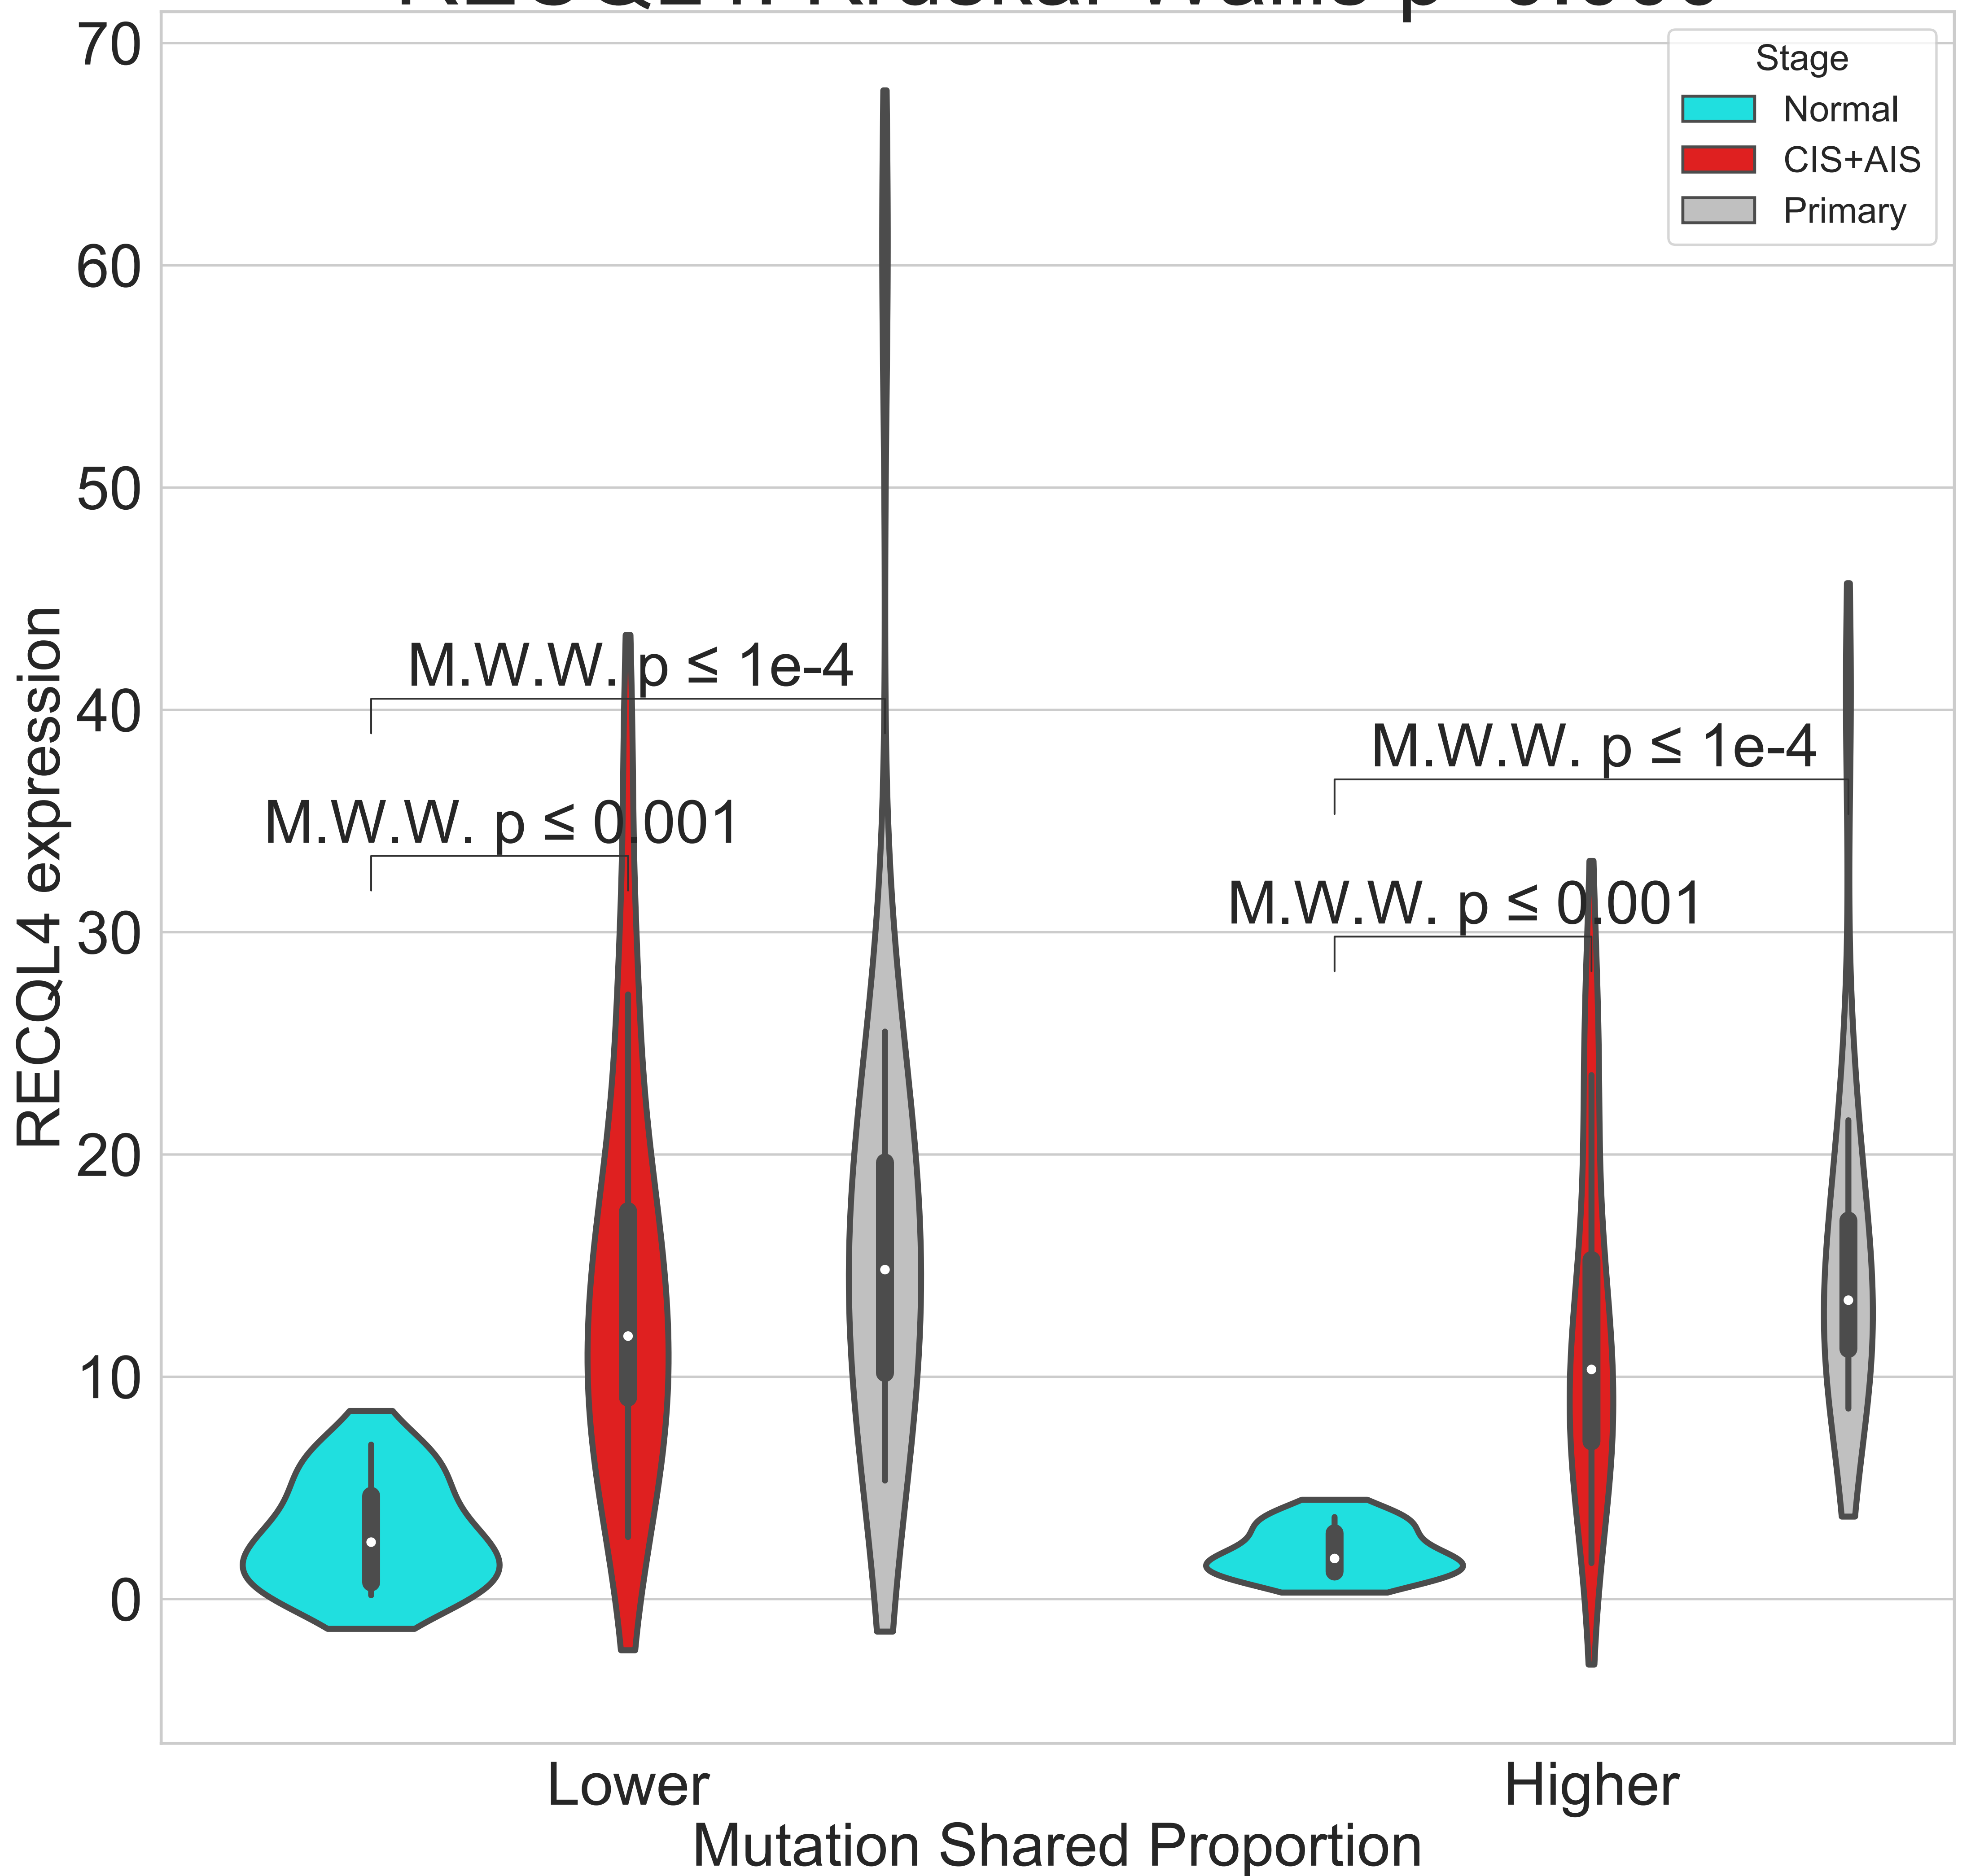 70
60
50
40
30
20
10
0
RECQL4 expression
Stage
Normal
CIS+AIS
Primary
M.W.W. p ≤ 1e-4
M.W.W. p ≤ 0.001
M.W.W. p ≤ 1e-4
M.W.W. p ≤ 0.001
Lower
Higher
Mutation Shared Proportion